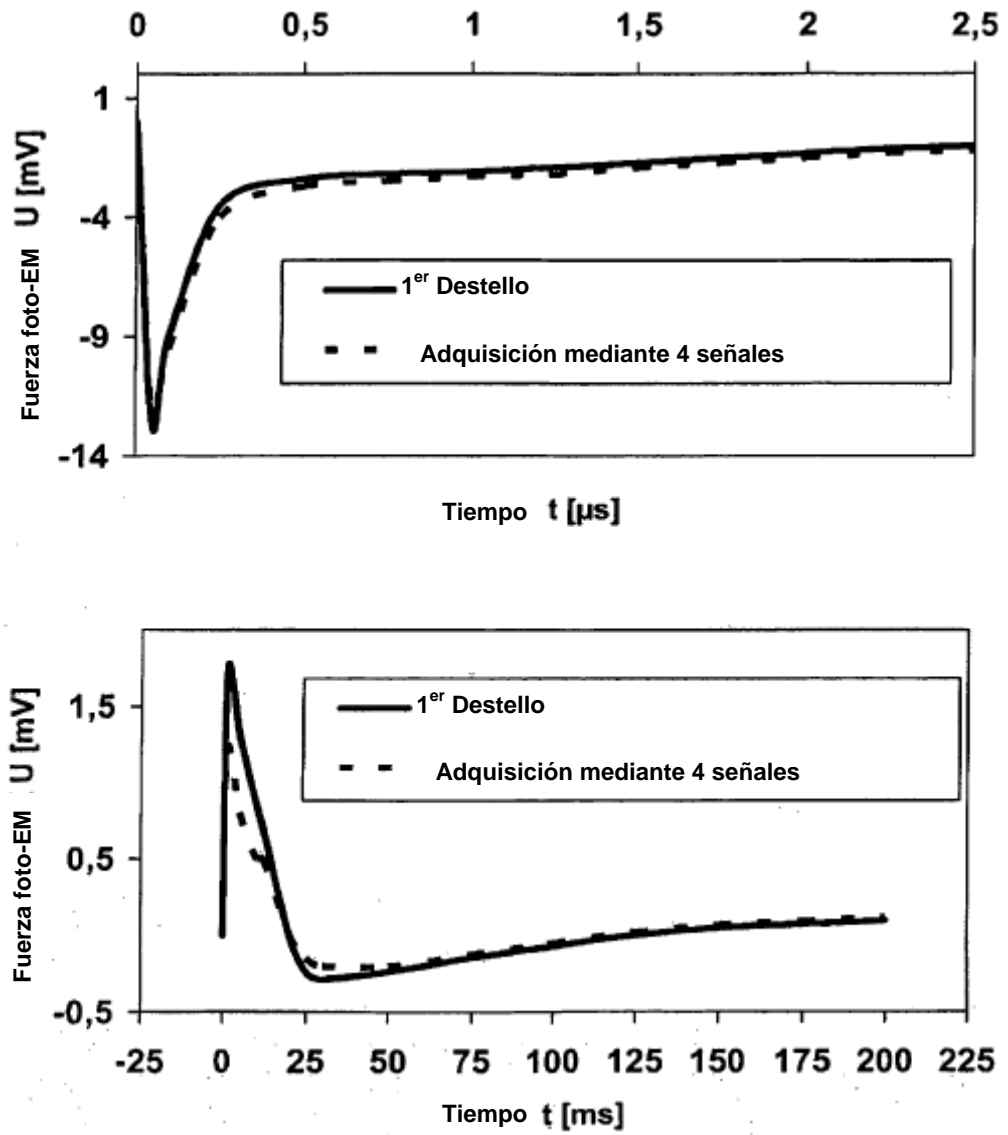 0 0,5 1 1,5 2 2,5
1
-4
-9
-14
Fuerza foto-EM U [mV]
1er Destello
Adquisición mediante 4 señales
Tiempo t [µs]
1,5
0,5
-0,5
Fuerza foto-EM U [mV]
1er Destello
Adquisición mediante 4 señales
-25 0 25 50 75 100 125 150 175 200 225
Tiempo t [ms]